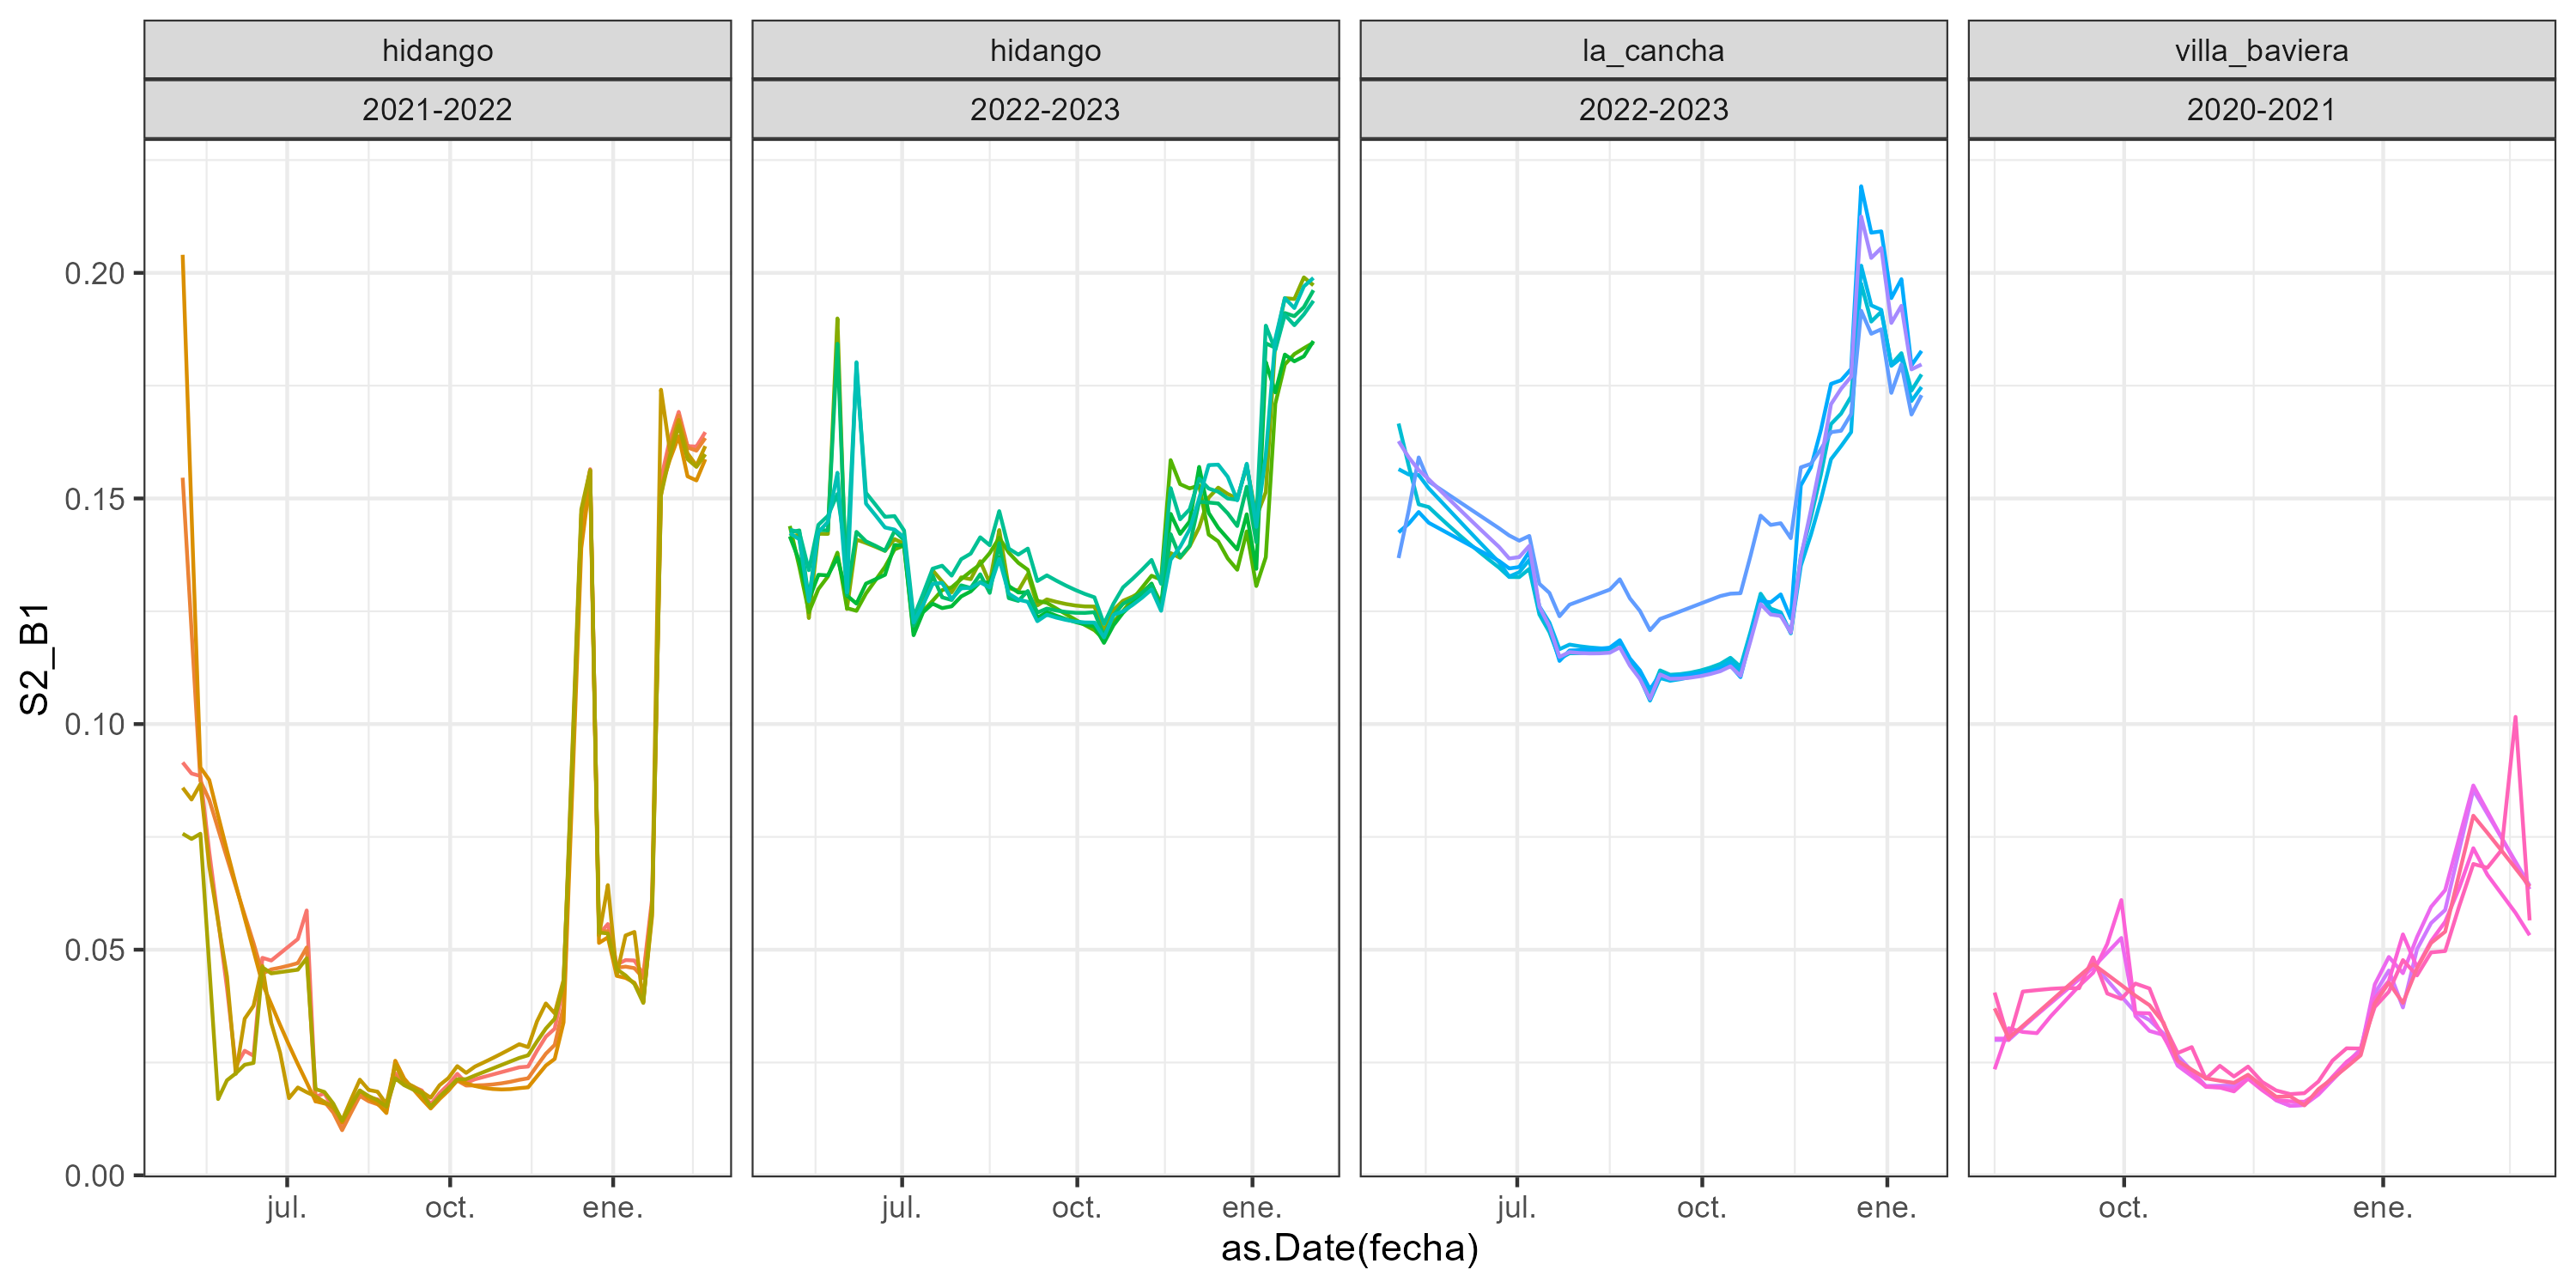 hidango hidango la_cancha villa_baviera
2021-2022 2022-2023 2022-2023 2020-2021
0.20
0.15
0.10
0.05
0.00
S2_B1
jul. oct. ene. jul. oct. ene. jul. oct. ene. oct. ene.
as.Date(fecha)